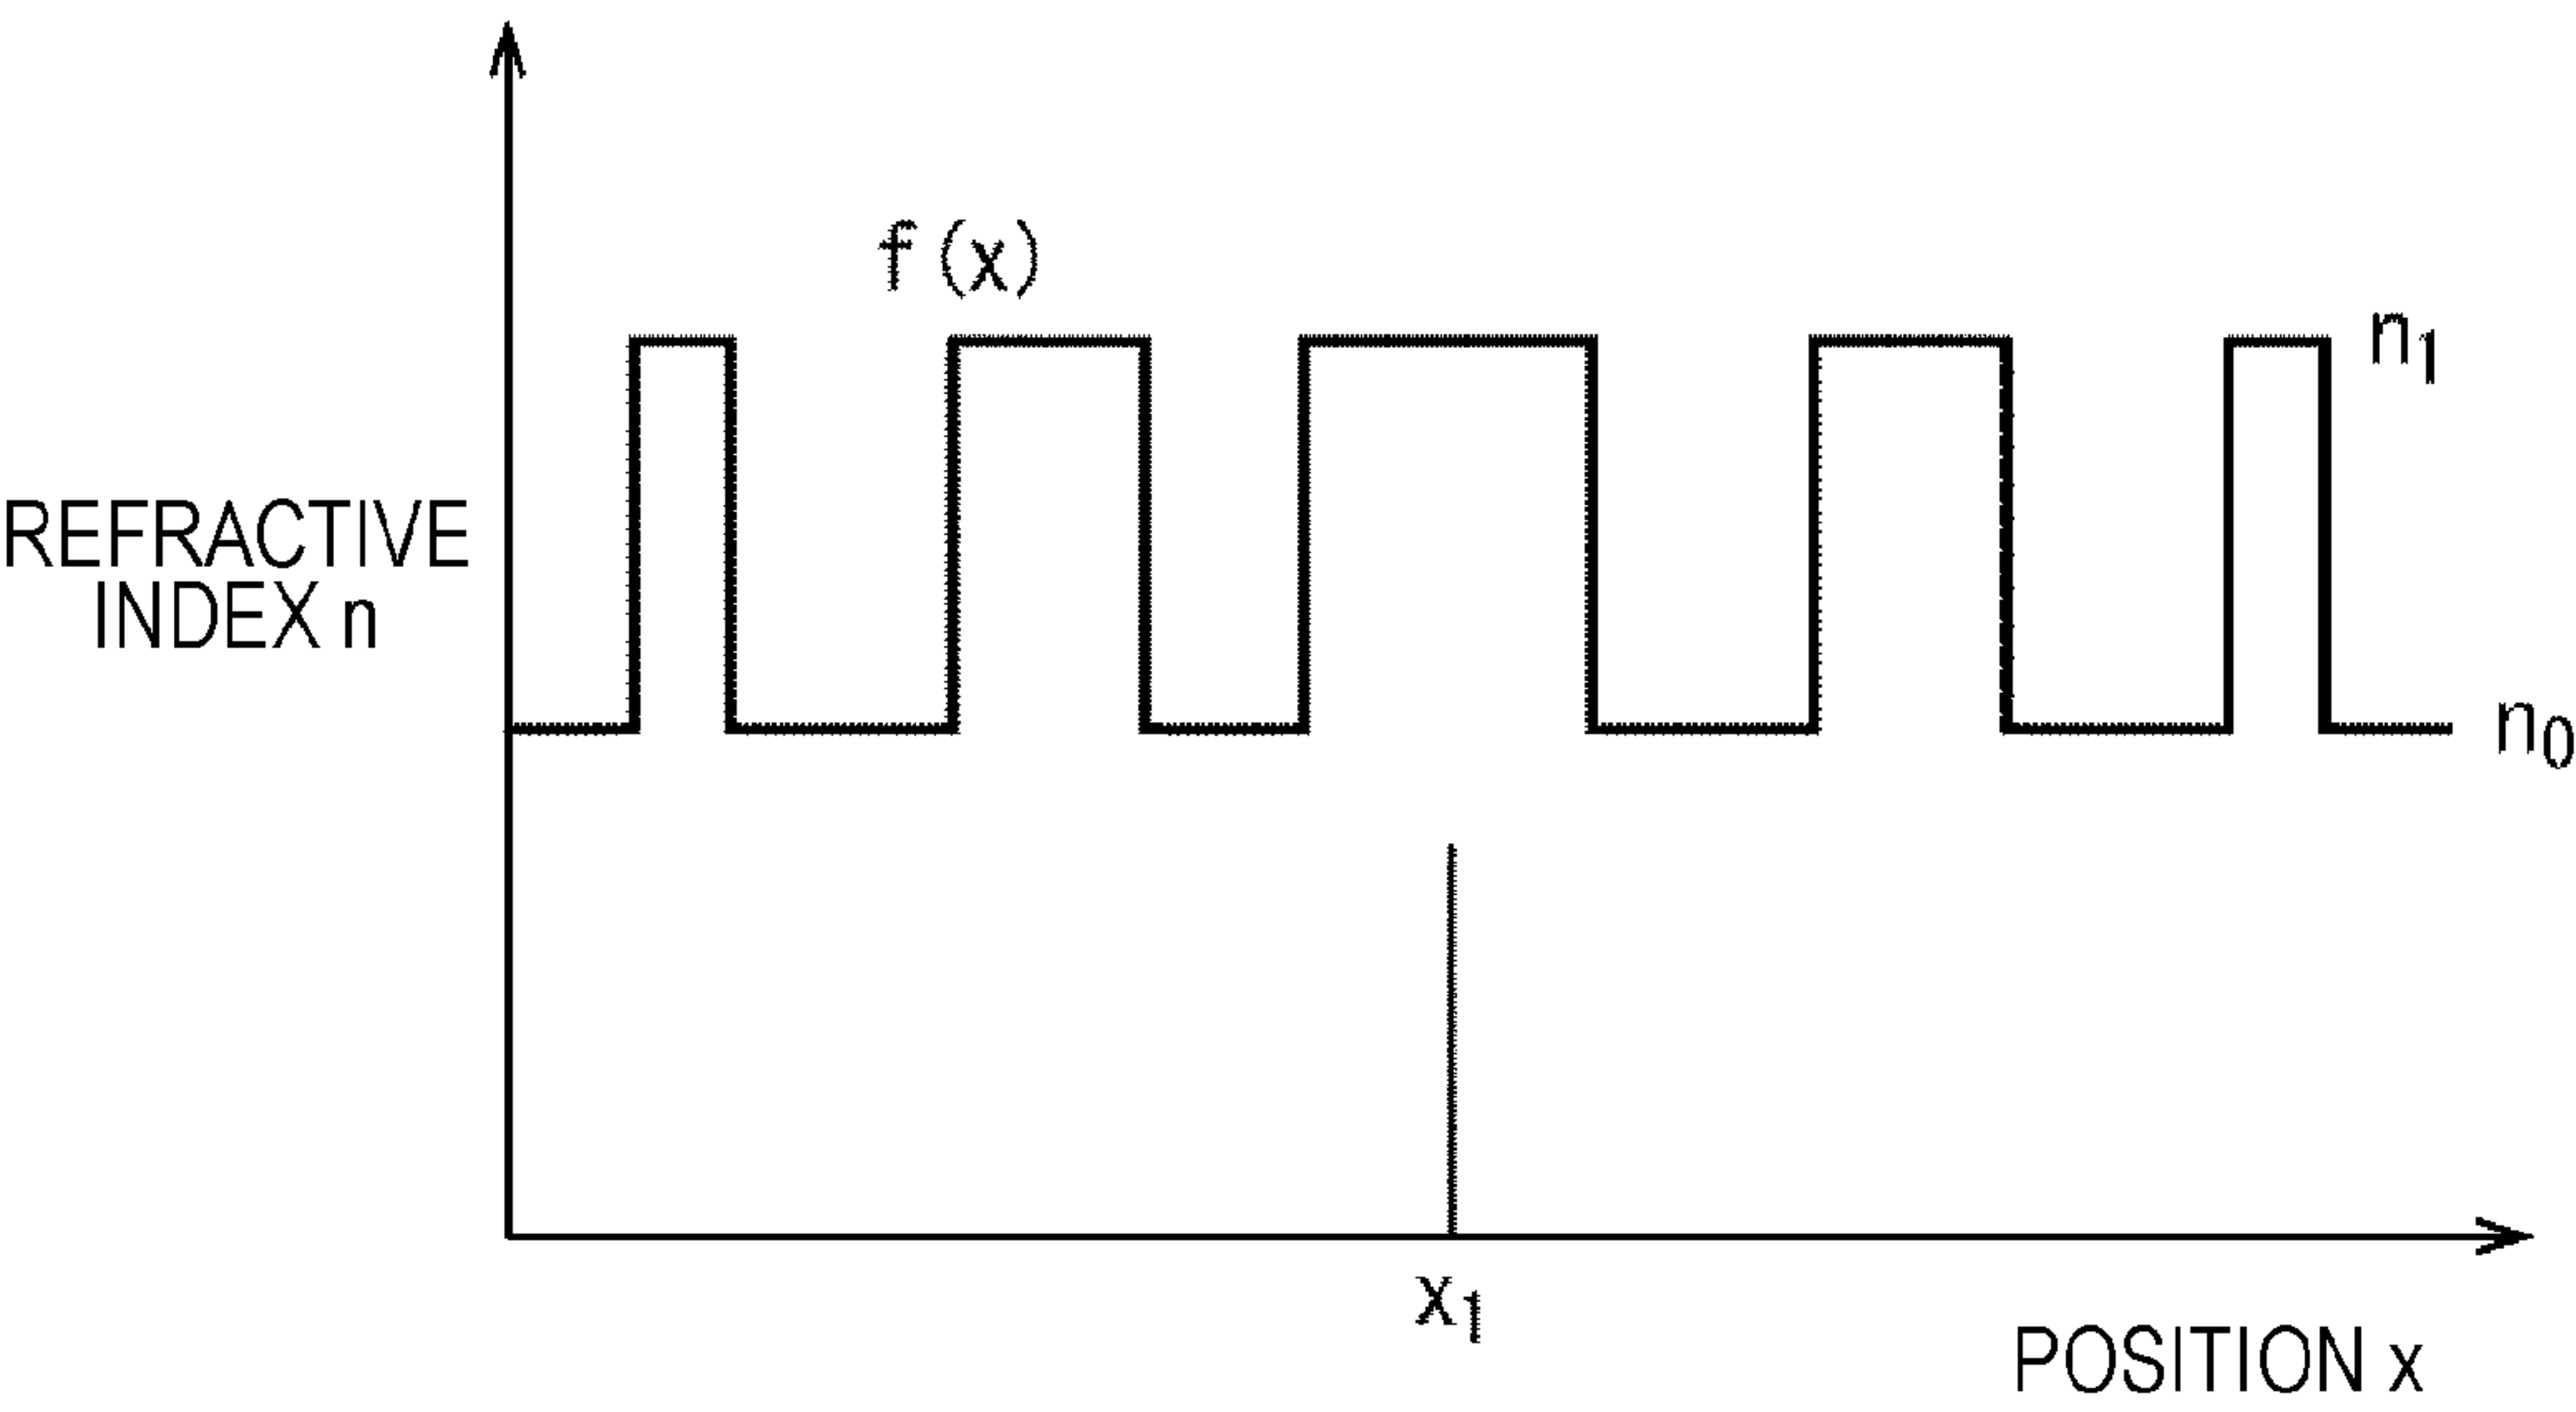 f (x)
n₁
REFRACTIVE
INDEX n
n₀
x₁
POSITION x